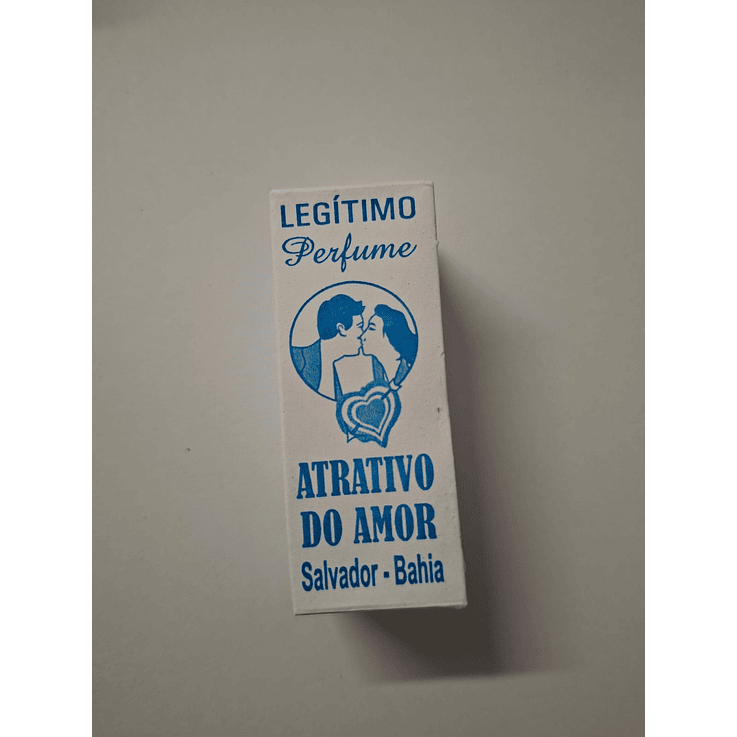 LEGÍTIMO
Perfume
ATRATIVO
DO AMOR
Salvador - Bahia